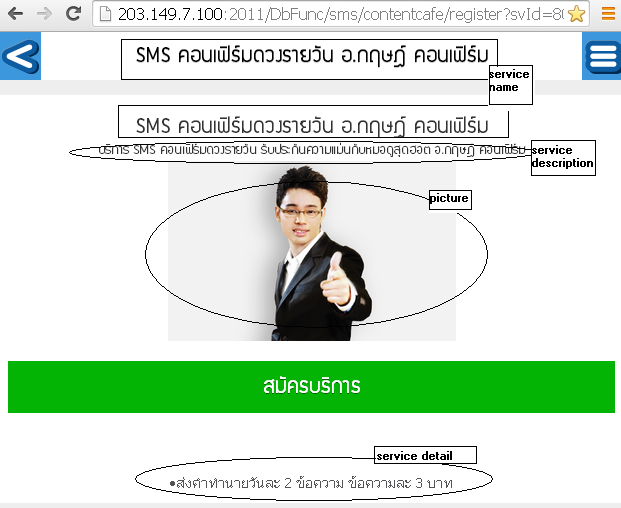 203.149.7.100:2011/DbFunc/sms/contentcafe/register?svId=80
SMS คอนเฟิร์มดวงรายวัน อ.กฤษฏ์ คอนเฟิร์ม
service
name
SMS คอนเฟิร์มดวงรายวัน อ.กฤษฏ์ คอนเฟิร์ม
บริการ SMS คอนเฟิร์มดวงรายวัน รับประกันความแม่นกับหมอดูสุดฮอต อ.กฤษฏ์ คอนเฟิร์ม
service
description
picture
สมัครบริการ
service detail
•ส่งคำทำนายวันละ 2 ข้อความ ข้อความละ 3 บาท